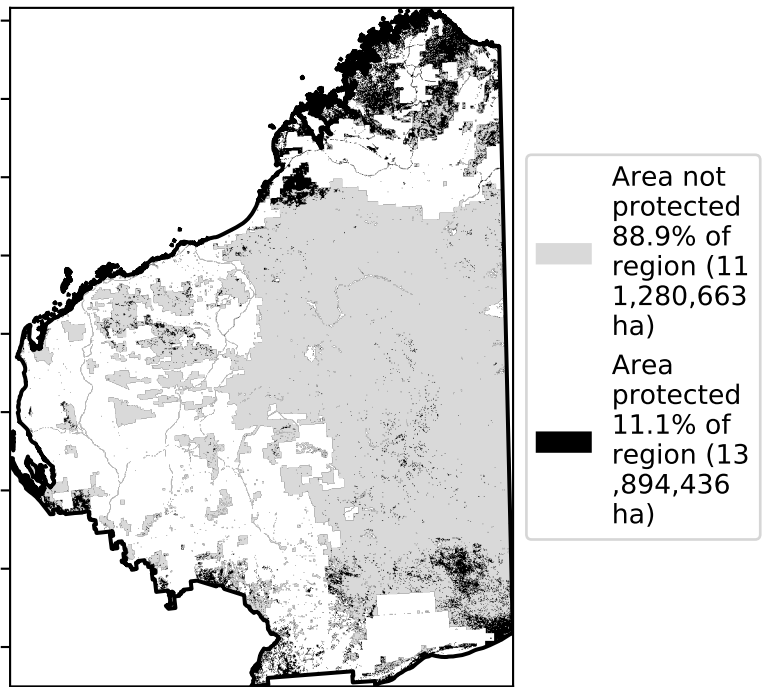 Area not
protected
88.9% of
region (11
1,280,663
ha)
Area
protected
11.1% of
region (13
,894,436
ha)